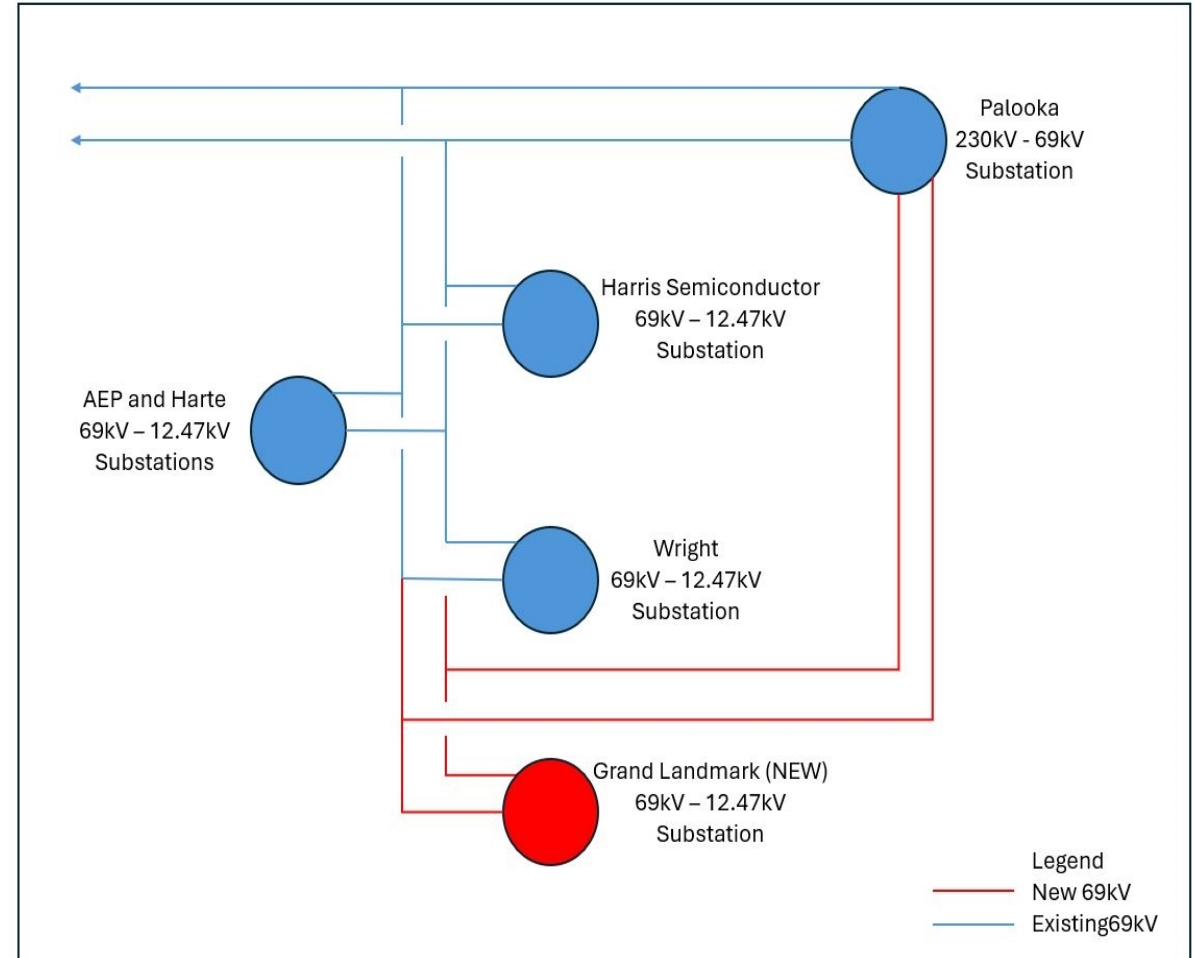 Palooka
230kV - 69kV
Substation
Harris Semiconductor
69kV – 12.47kV
Substation
AEP and Harte
69kV – 12.47kV
Substations
Wright
69kV – 12.47kV
Substation
Grand Landmark (NEW)
69kV – 12.47kV
Substation
Legend
New 69kV
Existing69kV